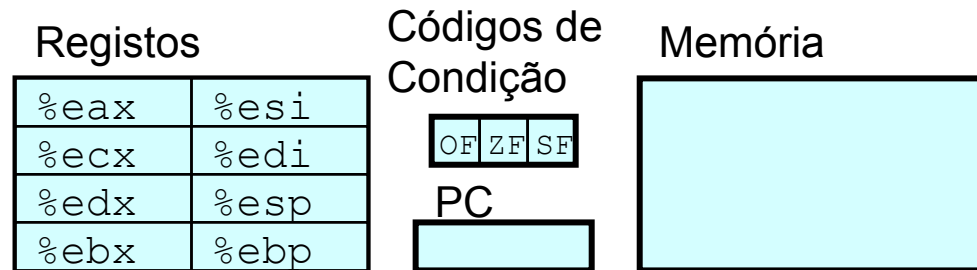 Registos
%eax %esi
%ecx %edi
%edx %esp
%ebx %ebp
Códigos de
Condição
OF ZF SF
PC
Memória